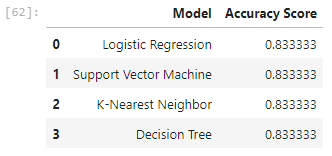 [62]:
Model Accuracy Score
0 Logistic Regression 0.833333
1 Support Vector Machine 0.833333
2 K-Nearest Neighbor 0.833333
3 Decision Tree 0.833333